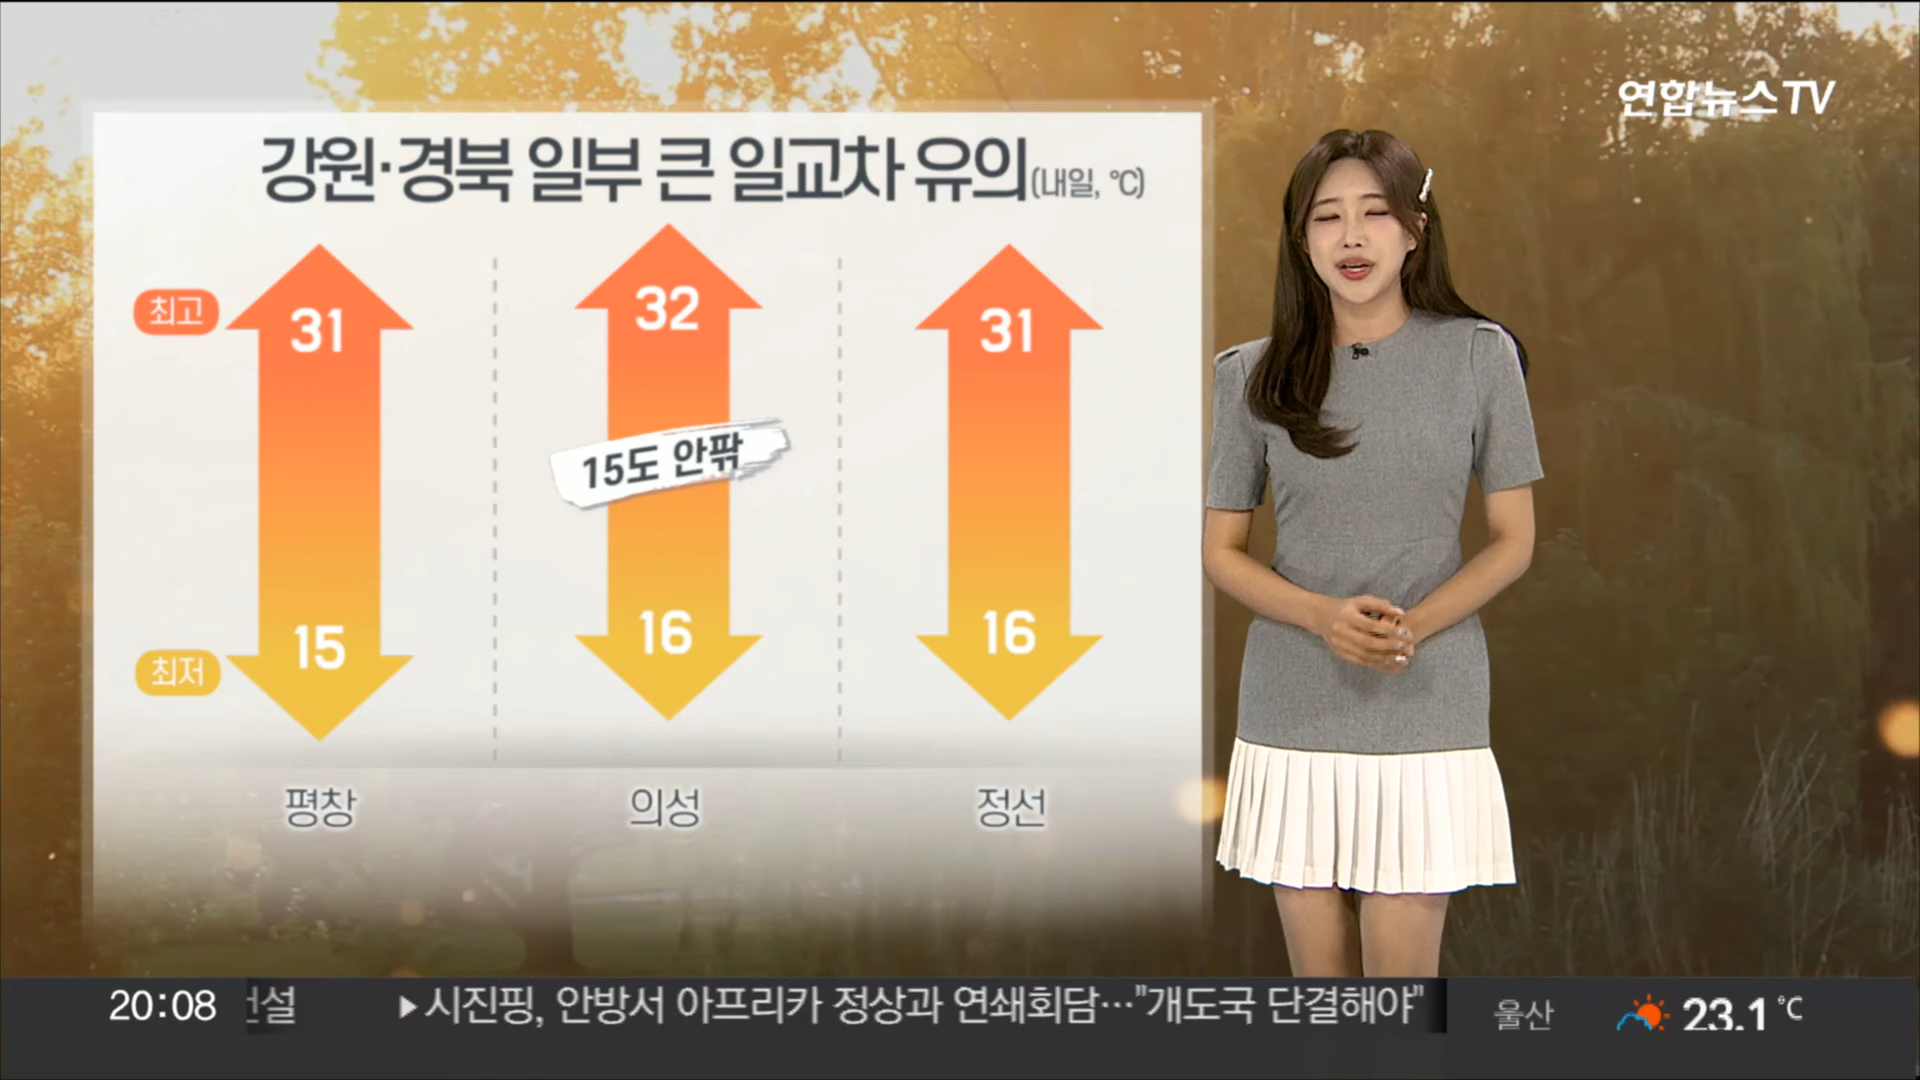 연합뉴스TV
강원·경북 일부 큰 일교차 유의(내일, ℃)
최고
31
32
31
15도 안팎
최저
15
16
16
평창
의성
정선
20:08
설
▶시진핑, 안방서 아프리카 정상과 연쇄회담…"개도국 단결해야"
울산
23.1 ℃